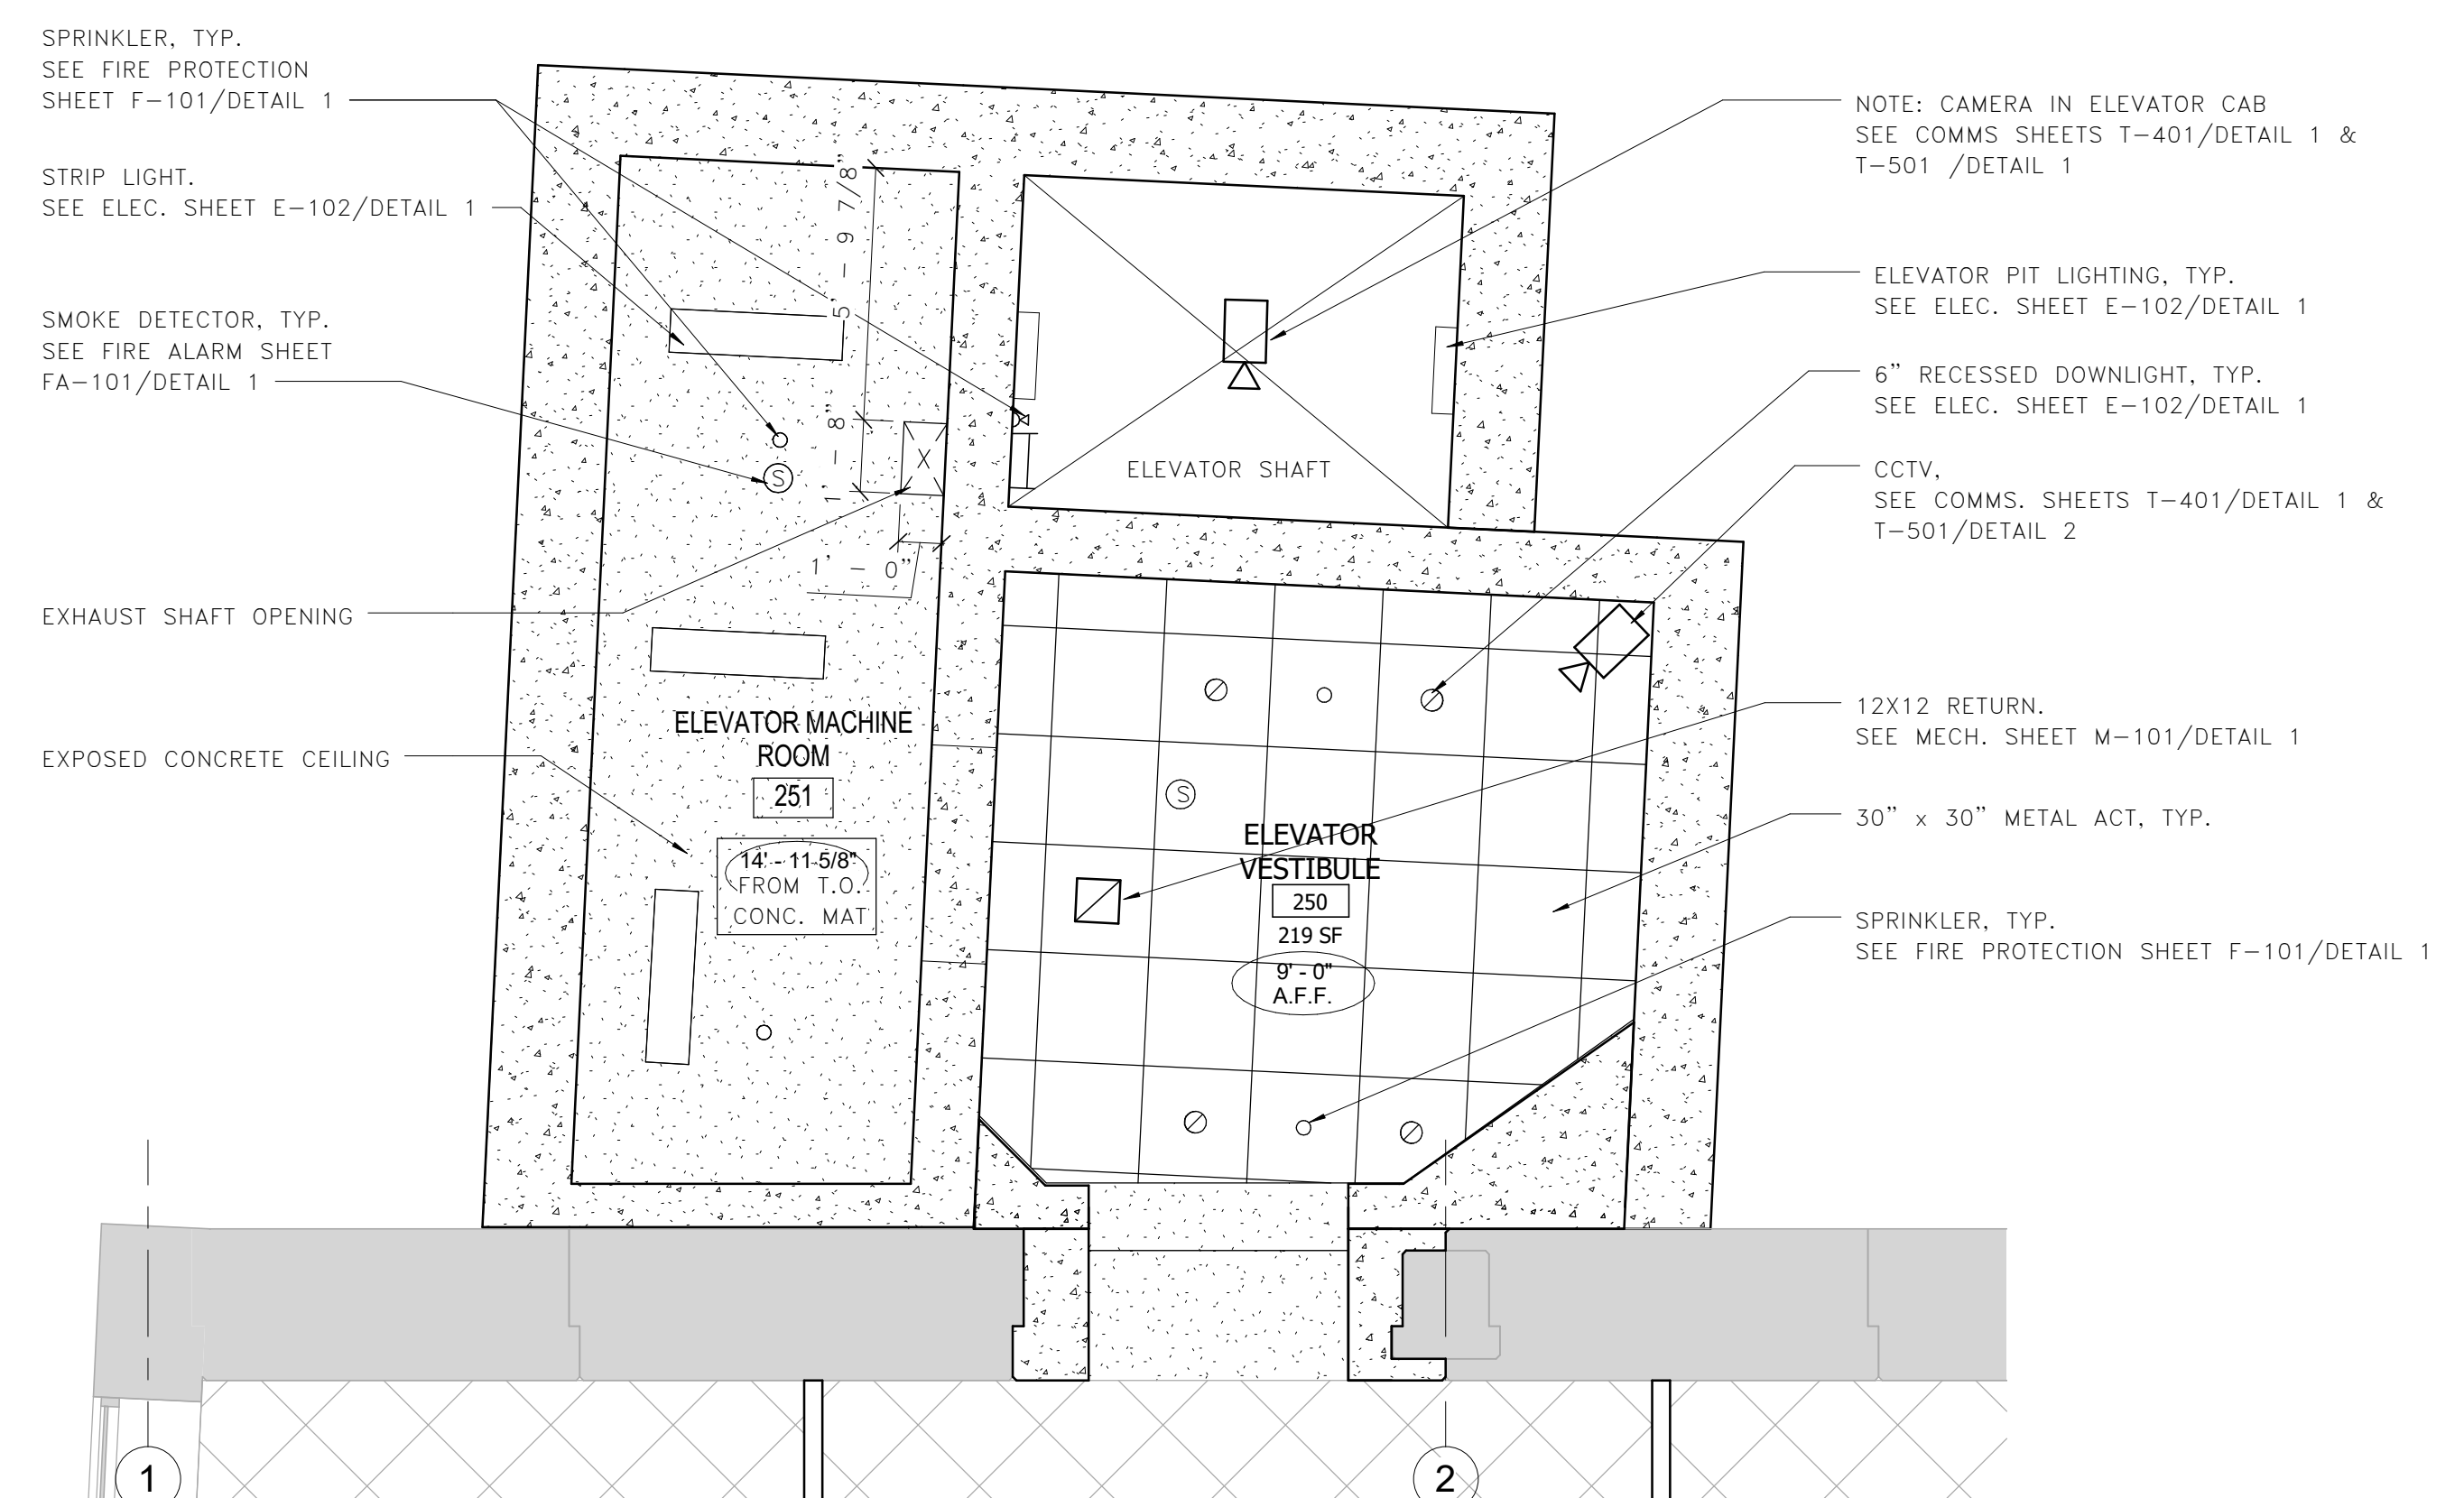 SPRINKLER, TYP.
SEE FIRE PROTECTION
SHEET F-101/DETAIL 1
STRIP LIGHT.
SEE ELEC. SHEET E-102/DETAIL 1
SMOKE DETECTOR, TYP.
SEE FIRE ALARM SHEET
FA-101/DETAIL 1
EXHAUST SHAFT OPENING
EXPOSED CONCRETE CEILING
5' - 9 7/8"
1' - 8"
1' - 0"
S
X
ELEVATOR MACHINE
ROOM
251
14' - 11 5/8"
FROM T.O.
CONC. MAT
ELEVATOR SHAFT
S
ELEVATOR
VESTIBULE
250
219 SF
9' - 0"
A.F.F.
NOTE: CAMERA IN ELEVATOR CAB
SEE COMMS SHEETS T-401/DETAIL 1 &
T-501 /DETAIL 1
ELEVATOR PIT LIGHTING, TYP.
SEE ELEC. SHEET E-102/DETAIL 1
6” RECESSED DOWNLIGHT, TYP.
SEE ELEC. SHEET E-102/DETAIL 1
CCTV,
SEE COMMS. SHEETS T-401/DETAIL 1 &
T-501/DETAIL 2
12X12 RETURN.
SEE MECH. SHEET M-101/DETAIL 1
30” x 30” METAL ACT, TYP.
SPRINKLER, TYP.
SEE FIRE PROTECTION SHEET F-101/DETAIL 1
1
2